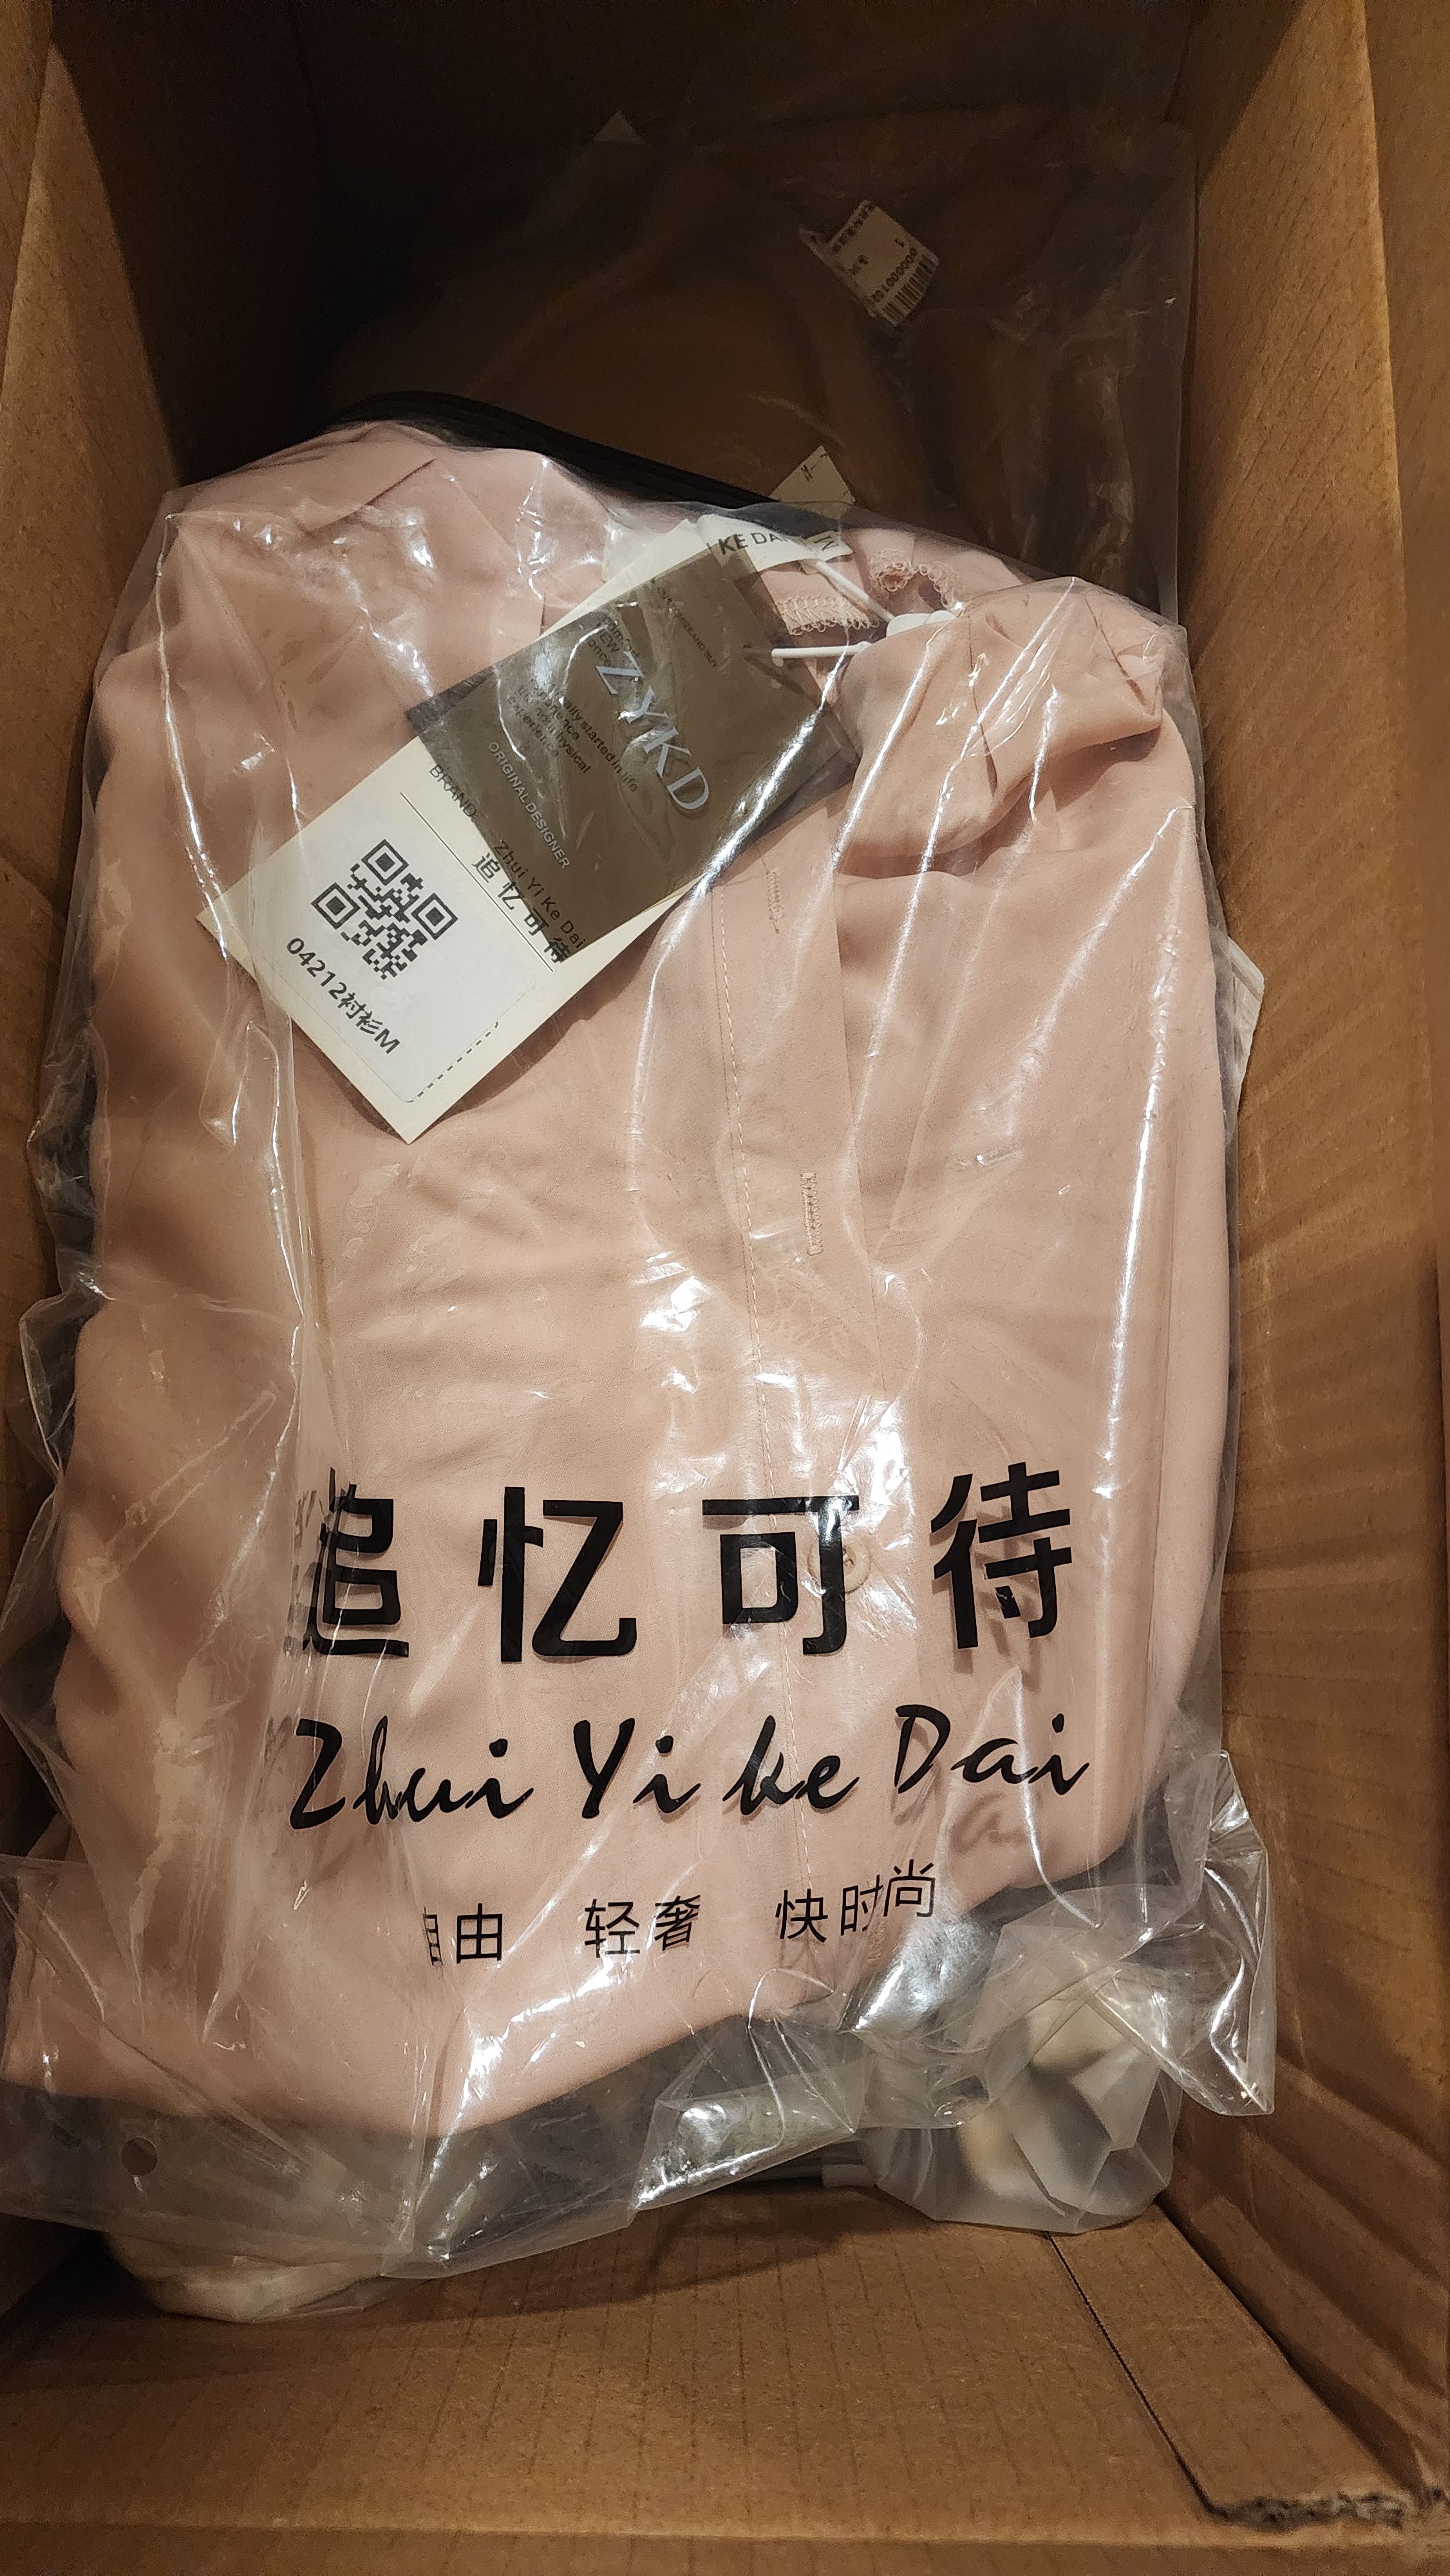 KE DAI
ZYKD
ORIGINAL DESIGNER
BRAND
Zhui Yi Ke Dai
追忆可待
04212衬衫M
追忆可待
Zhui Yi ke Dai
自由 轻奢 快时尚